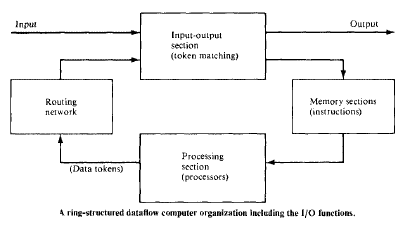 Input
Output
Input-output
section
(token matching)
Routing
network
Memory sections
(instructions)
Processing
section
(processors)
(Data tokens)
A ring-structured dataflow computer organization including the I/O functions.